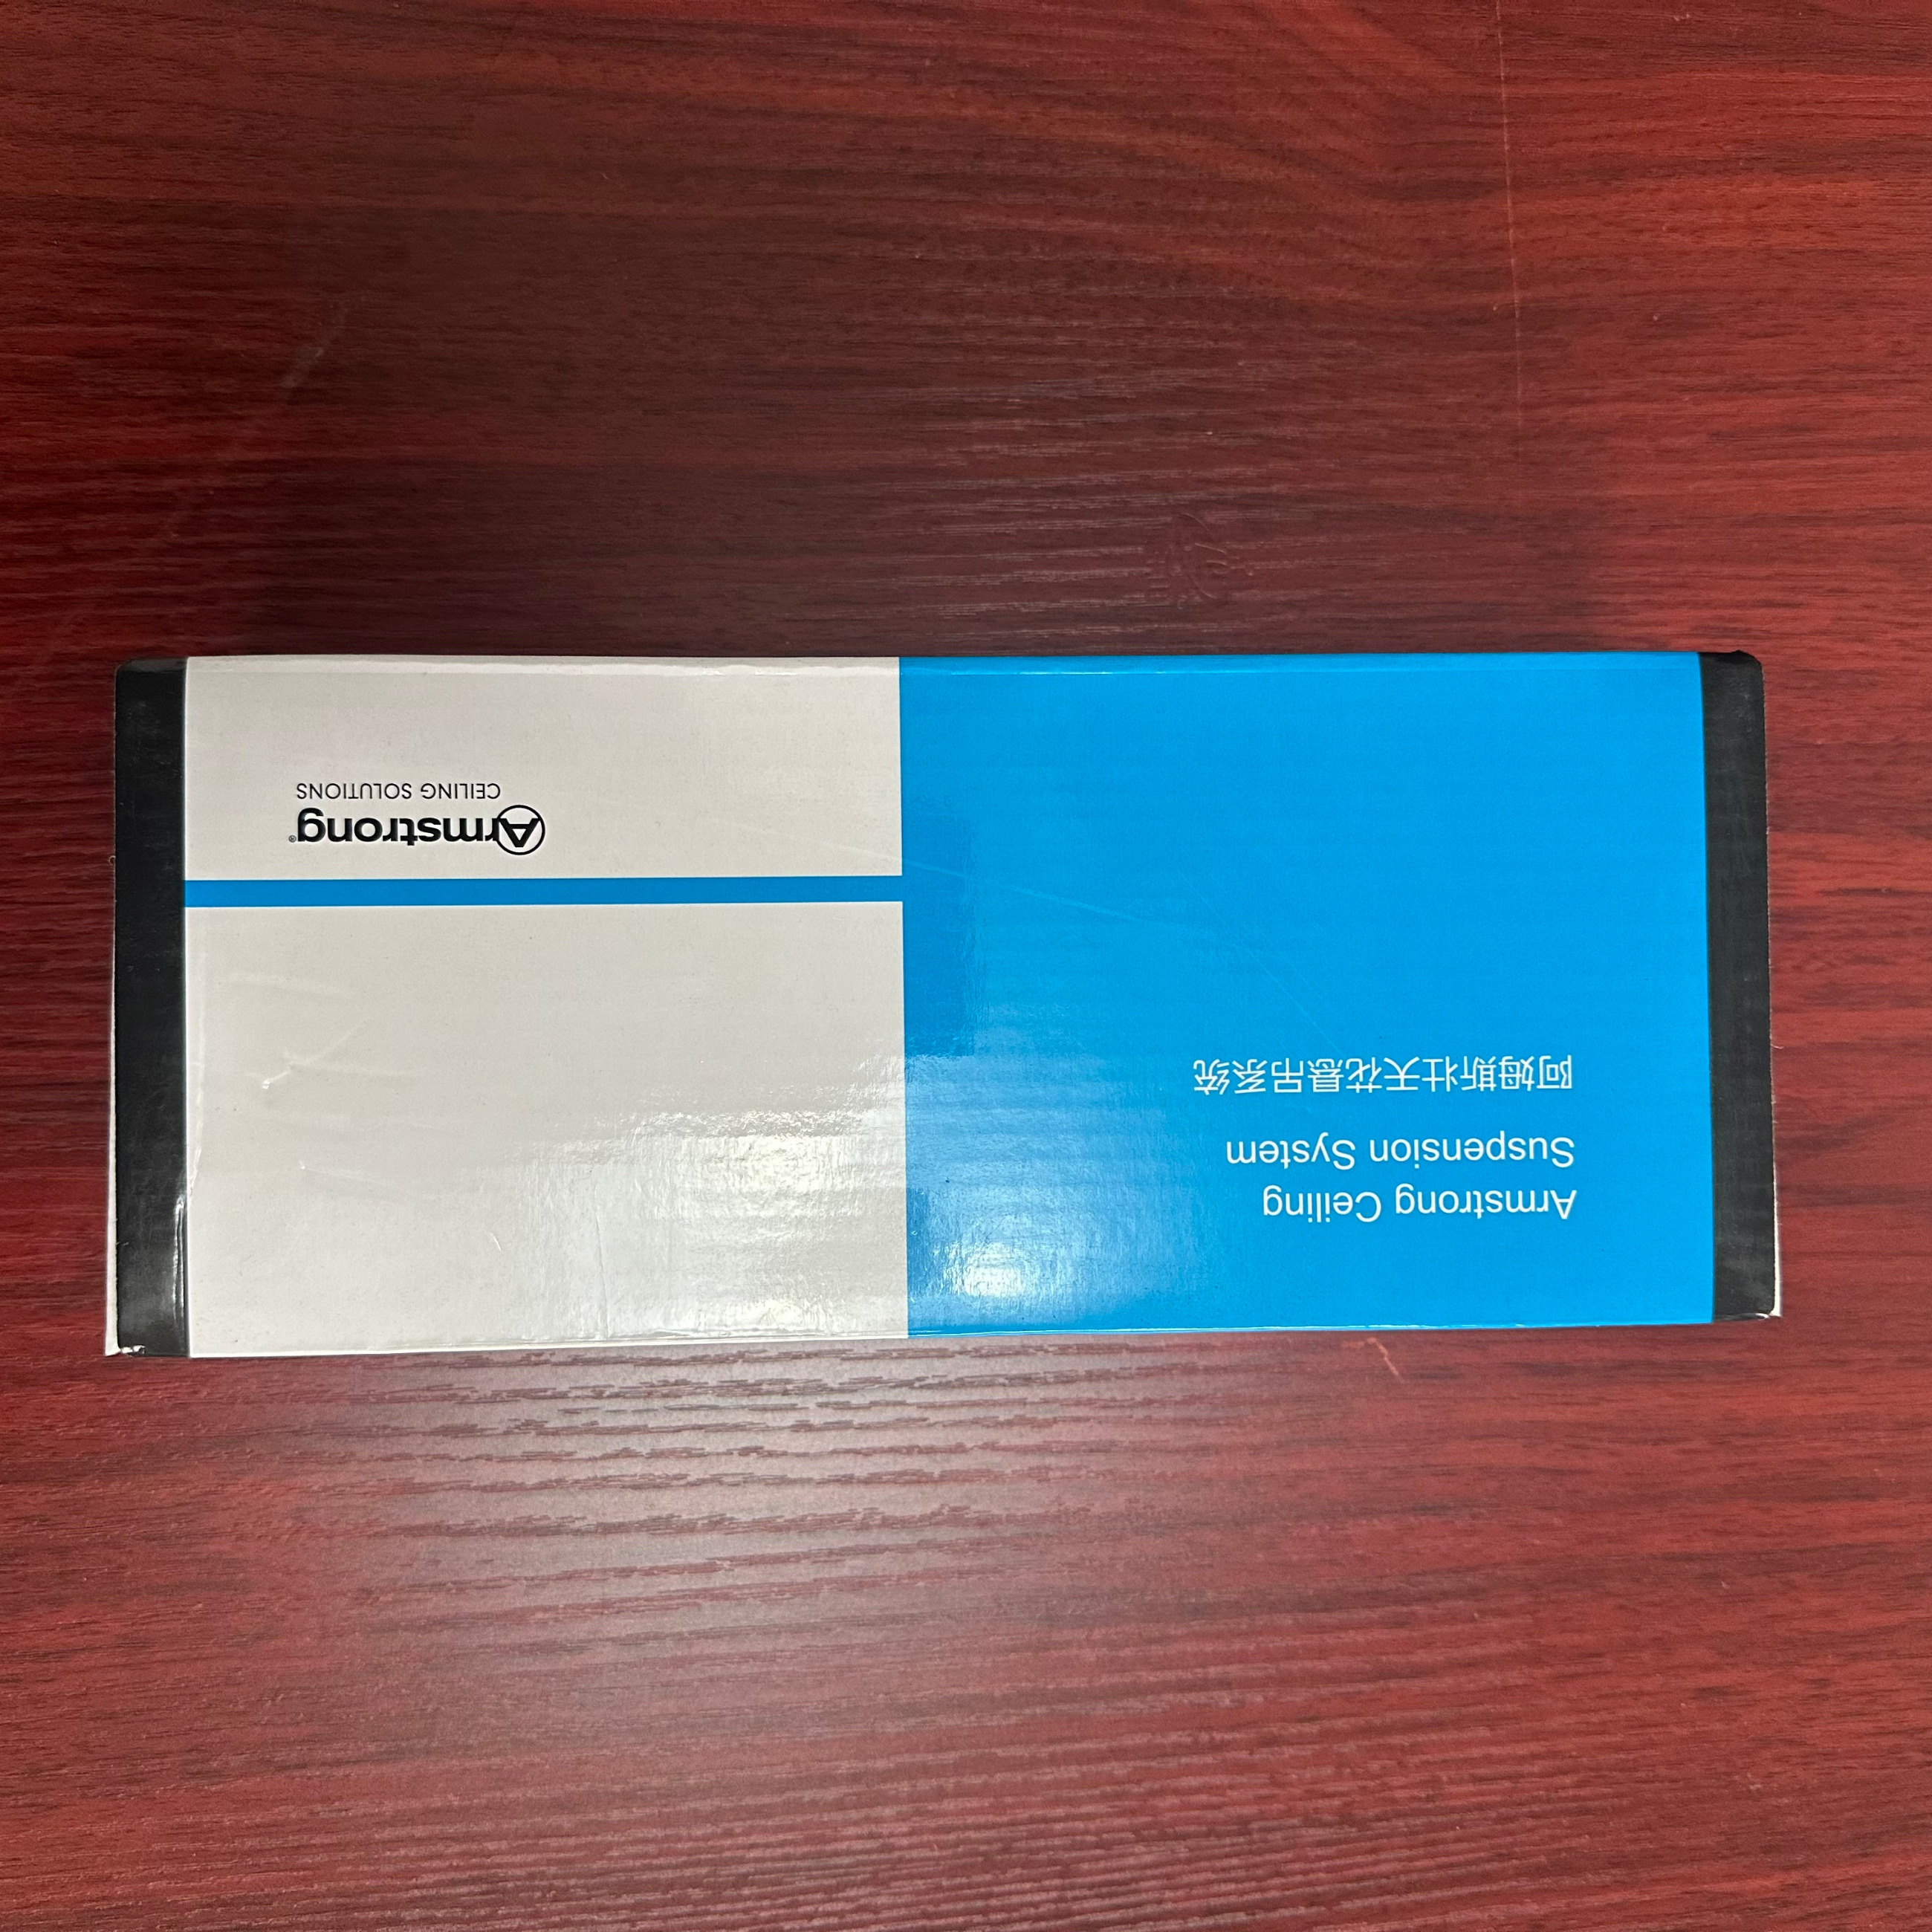 Armstrong Ceiling
Suspension System
阿姆斯壮天花悬吊系统
Armstrong®
CEILING SOLUTIONS